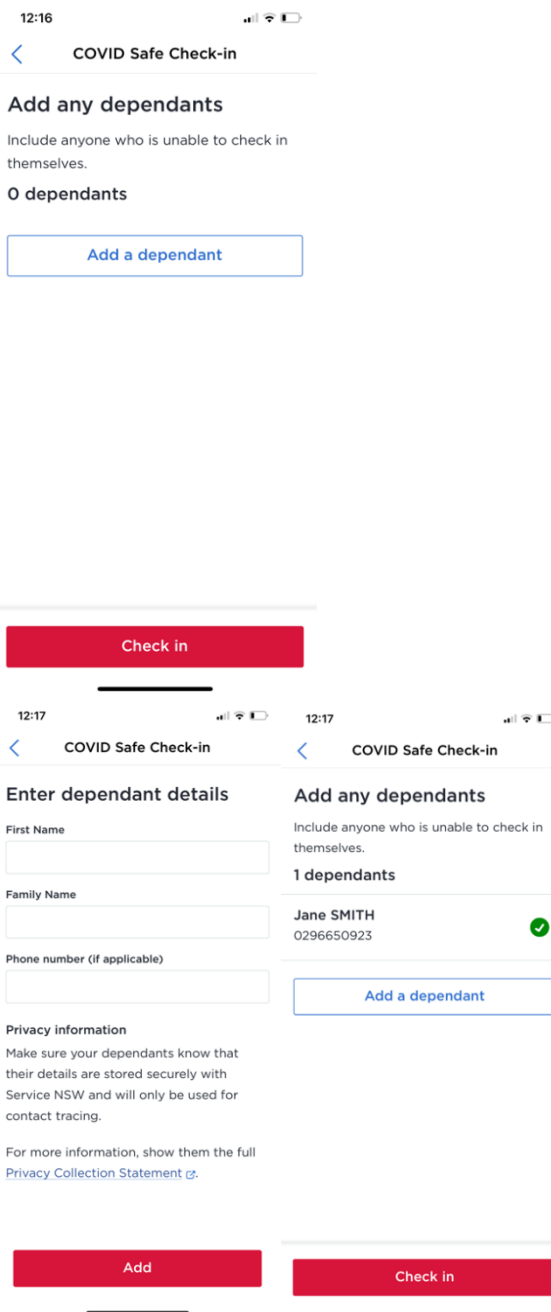 12:16
COVID Safe Check-in
Add any dependants
Include anyone who is unable to check in
themselves.
0 dependants
Add a dependant
Check in
12:17
COVID Safe Check-in
Enter dependant details
First Name
Family Name
Phone number (if applicable)
Privacy information
Make sure your dependants know that
their details are stored securely with
Service NSW and will only be used for
contact tracing.
For more information, show them the full
Privacy Collection Statement.
Add
12:17
COVID Safe Check-in
Add any dependants
Include anyone who is unable to check in
themselves.
1 dependants
Jane SMITH
0296650923
Add a dependant
Check in